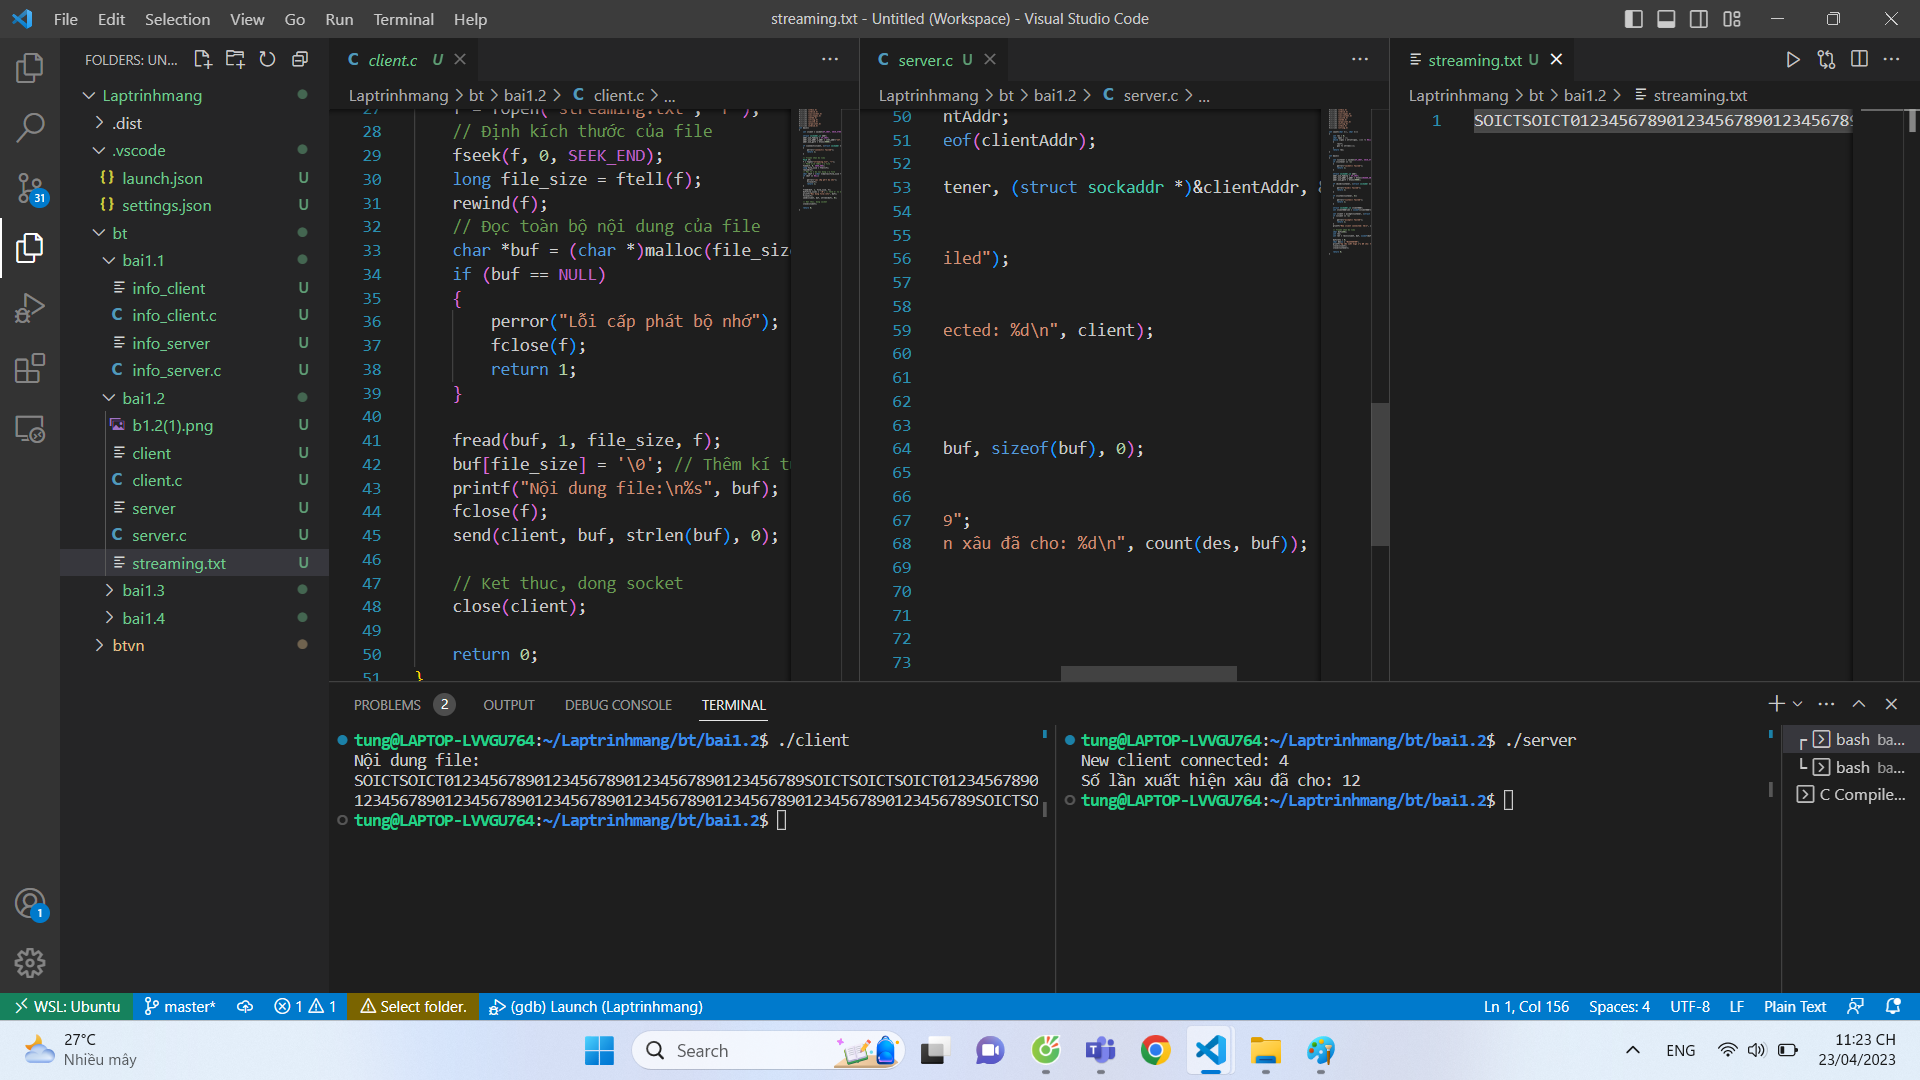 File Edit Selection View Go Run Terminal Help
streaming.txt - Untitled (Workspace) - Visual Studio Code
FOLDERS: UN...
Laptrinhmang
.dist
.vscode
launch.json U
settings.json U
bt
bai1.1
info_client U
info_client.c U
info_server U
info_server.c U
bai1.2
b1.2(1).png U
client U
client.c U
server U
server.c U
streaming.txt U
bai1.3
bai1.4
btvn
31
1
client.c U
Laptrinhmang > bt > bai1.2 > C client.c > ...
28 // Định kích thước của file
29 fseek(f, 0, SEEK_END);
30 long file_size = ftell(f);
31 rewind(f);
32 // Đọc toàn bộ nội dung của file
33 char *buf = (char *)malloc(file_siz
34 if (buf == NULL)
35 {
36 perror("Lỗi cấp phát bộ nhớ");
37 fclose(f);
38 return 1;
39 }
40
41 fread(buf, 1, file_size, f);
42 buf[file_size] = '\0'; // Thêm kí t
43 printf("Nội dung file:\n%s", buf);
44 fclose(f);
45 send(client, buf, strlen(buf), 0);
46
47 // Ket thuc, dong socket
48 close(client);
49
50 return 0;
51 }
server.c U
Laptrinhmang > bt > bai1.2 > C server.c > ...
50 ntAddr;
51 eof(clientAddr);
52
53 tener, (struct sockaddr *)&clientAddr, &
54
55
56 iled");
57
58
59 ected: %d\n", client);
60
61
62
63
64 buf, sizeof(buf), 0);
65
66
67 9";
68 n xâu đã cho: %d\n", count(des, buf));
69
70
71
72
73
streaming.txt U
Laptrinhmang > bt > bai1.2 > streaming.txt
1 SOICTSOICT012345678901234567890123456789
PROBLEMS 2 OUTPUT DEBUG CONSOLE TERMINAL
tung@LAPTOP-LVVGU764:~/Laptrinhmang/bt/bai1.2$ ./client
Nội dung file:
SOICTSOICT01234567890123456789012345678901234567​89SOICTSOICTSOICT01234567890
12345678901234567890123456789012345678901234567890123456789SOICTSO
tung@LAPTOP-LVVGU764:~/Laptrinhmang/bt/bai1.2$
tung@LAPTOP-LVVGU764:~/Laptrinhmang/bt/bai1.2$ ./server
New client connected: 4
Số lần xuất hiện xâu đã cho: 12
tung@LAPTOP-LVVGU764:~/Laptrinhmang/bt/bai1.2$
bash ba...
bash ba...
C Compile...
WSL: Ubuntu master* 1 1 Select folder. (gdb) Launch (Laptrinhmang)
Ln 1, Col 156 Spaces: 4 UTF-8 LF Plain Text
27°C
Nhiều mây
Search
ENG
11:23 CH
23/04/2023